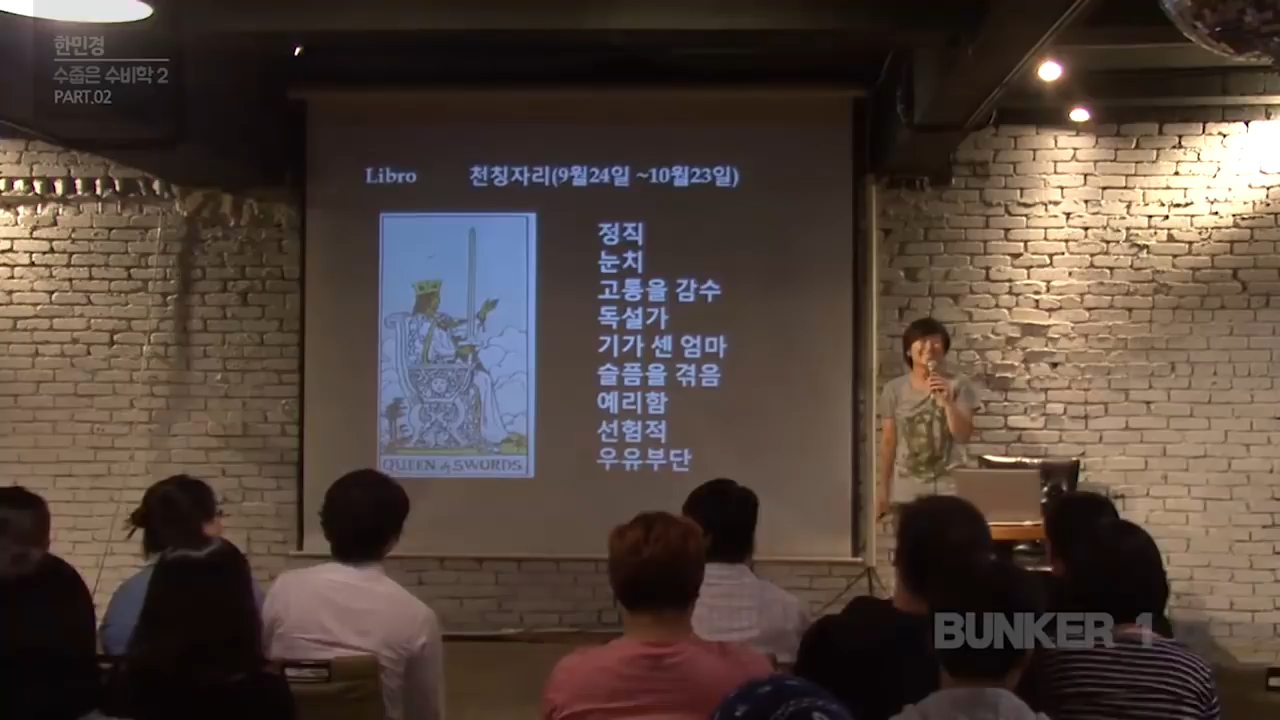 한민경
수줍은 수비학 2
PART.02
Libro 천칭자리(9월24일 ~10월23일)
정직
눈치
고통을 감수
독설가
기가 센 엄마
슬픔을 겪음
예리함
선험적
우유부단
QUEEN of SWORDS
BUNKER 1